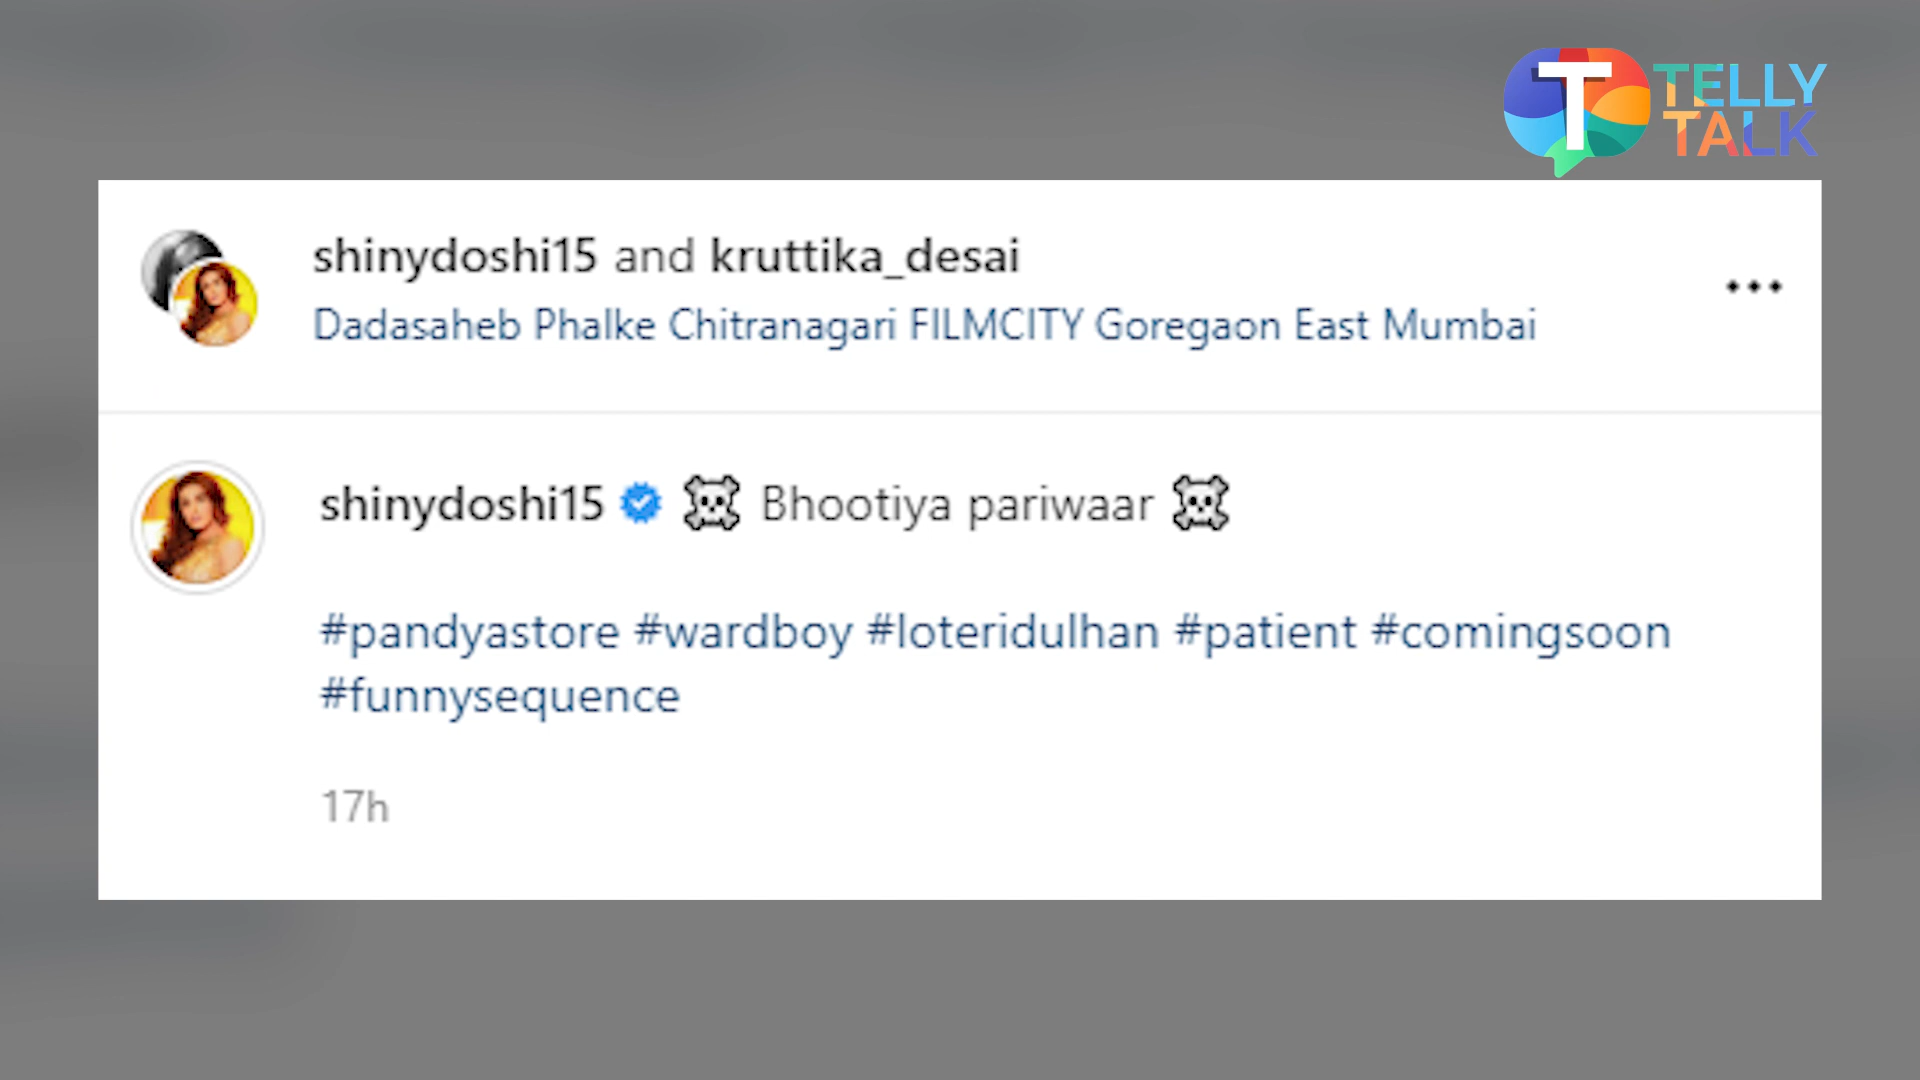 TELLY
TALK
shinydoshi15 and kruttika_desai
Dadasaheb Phalke Chitranagari FILMCITY Goregaon East Mumbai
shinydoshi15 ☠ Bhootiya pariwaar ☠
#pandyastore #wardboy #loteridulhan #patient #comingsoon
#funnysequence
17h